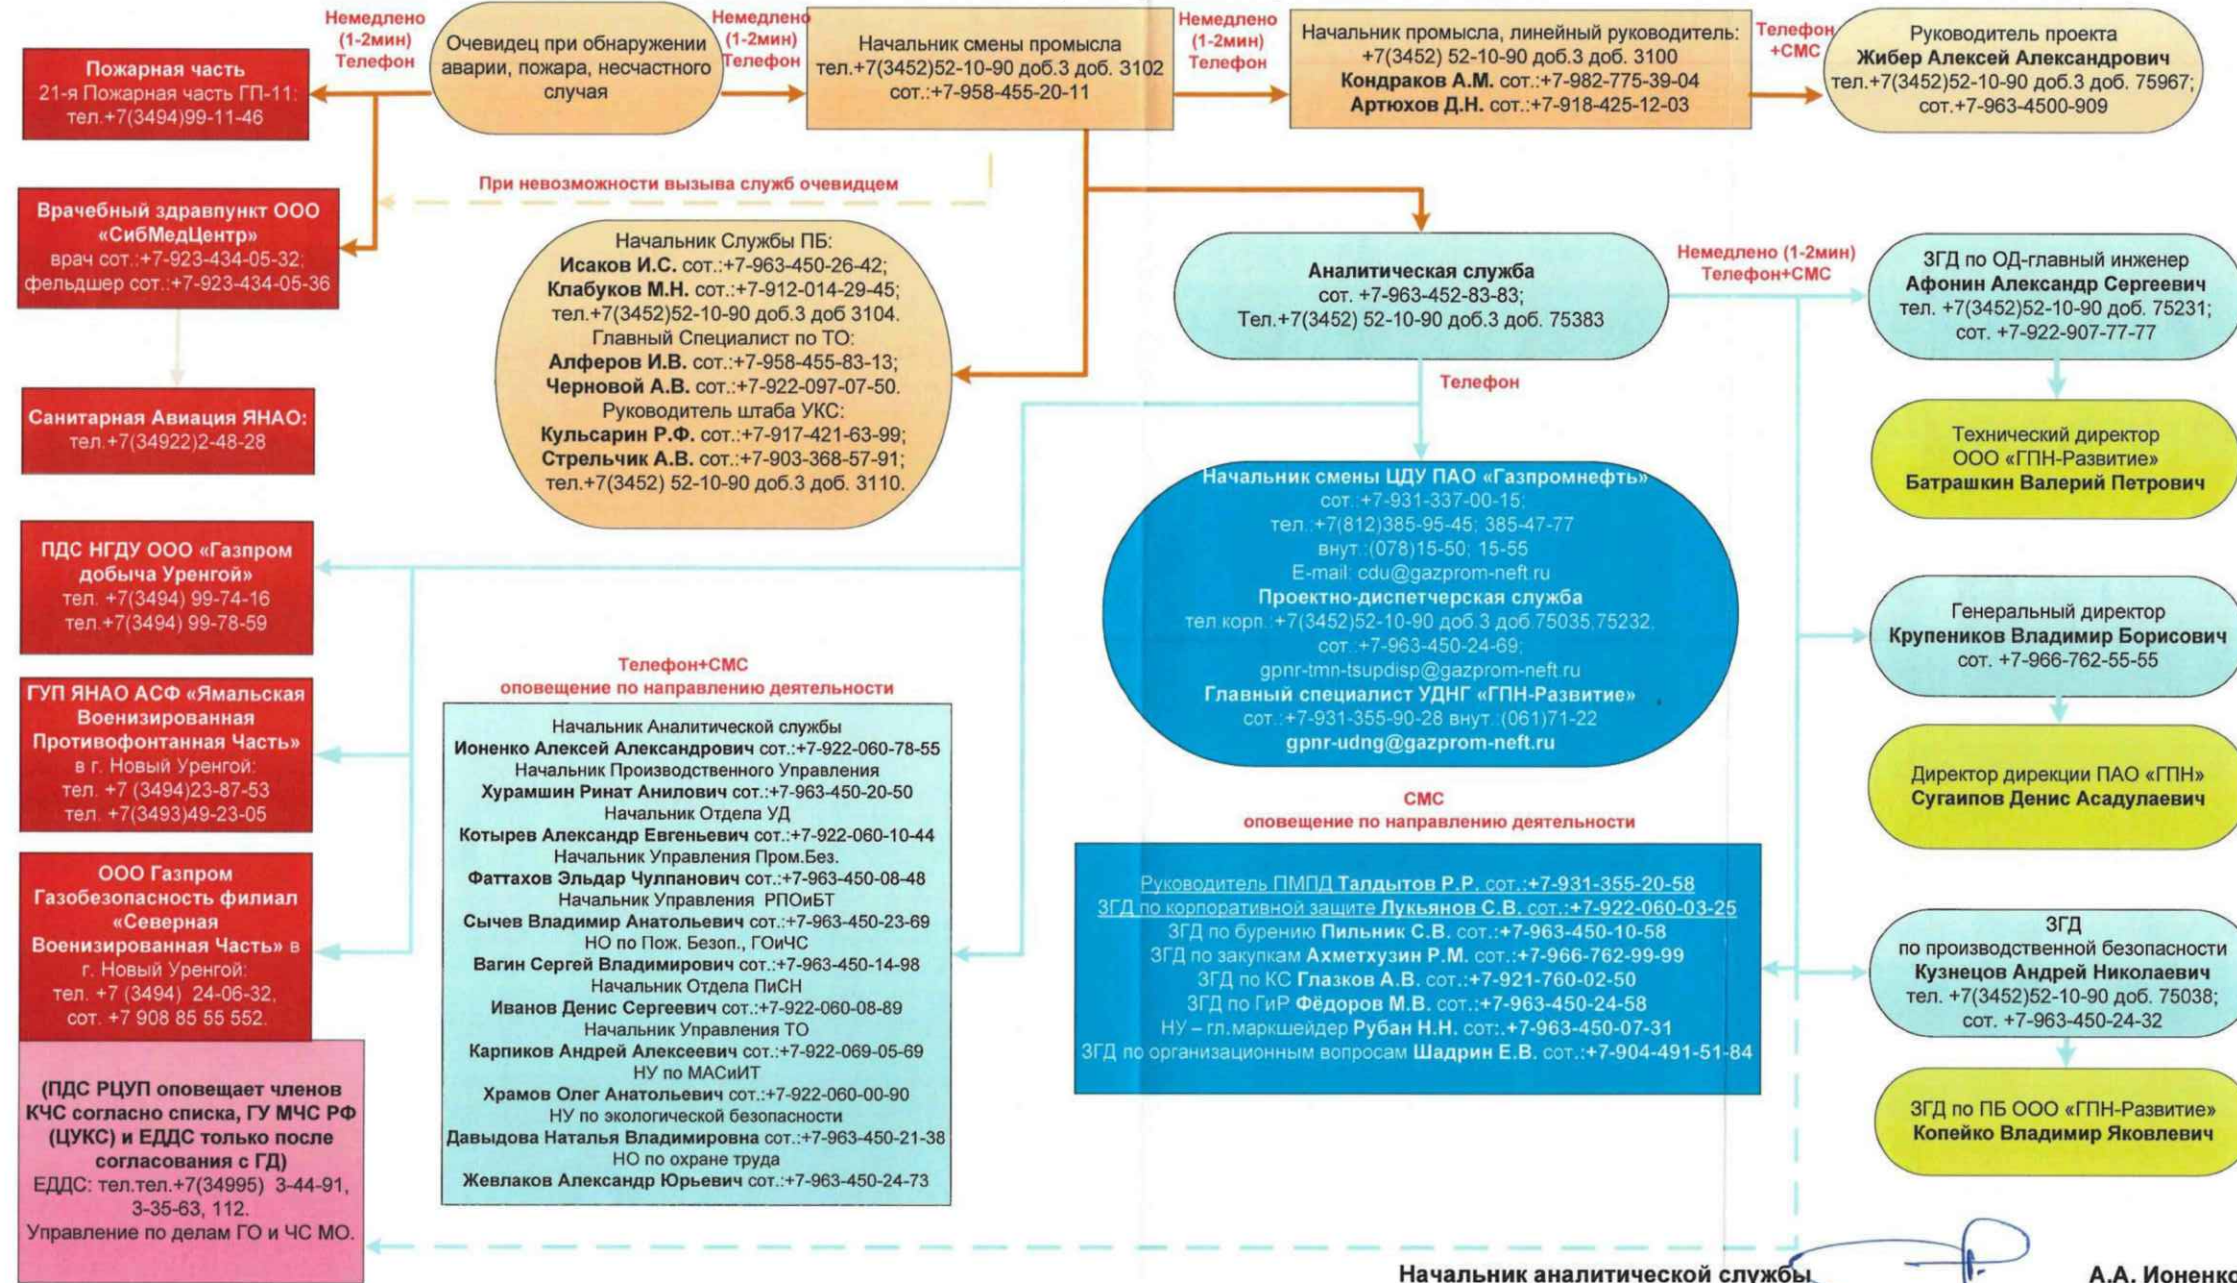 Немедлено
(1-2мин)
Телефон
Немедлено
(1-2мин)
Телефон
Немедлено
(1-2мин)
Телефон
Телефон
+СМС
Пожарная часть
21-я Пожарная часть ГП-11:
тел.+7(3494)99-11-46
Очевидец при обнаружении
аварии, пожара, несчастного
случая
Начальник смены промысла
тел.+7(3452)52-10-90 доб.3 доб. 3102
сот.:+7-958-455-20-11
Начальник промысла, линейный руководитель:
+7(3452) 52-10-90 доб.3 доб. 3100
Кондраков А.М. сот.:+7-982-775-39-04
Артюхов Д.Н. сот.:+7-918-425-12-03
Руководитель проекта
Жибер Алексей Александрович
тел.+7(3452)52-10-90 доб.3 доб. 75967;
сот.+7-963-4500-909
При невозможности вызыва служб очевидцем
Врачебный здравпункт ООО
«СибМедЦентр»
врач сот.:+7-923-434-05-32;
фельдшер сот.:+7-923-434-05-36
Санитарная Авиация ЯНАО:
тел.+7(34922)2-48-28
Начальник Службы ПБ:
Исаков И.С. сот.:+7-963-450-26-42;
Клабуков М.Н. сот.:+7-912-014-29-45;
тел.+7(3452)52-10-90 доб.3 доб 3104.
Главный Специалист по ТО:
Алферов И.В. сот.:+7-958-455-83-13;
Черновой А.В. сот.:+7-922-097-07-50.
Руководитель штаба УКС:
Кульсарин Р.Ф. сот.:+7-917-421-63-99;
Стрельчик А.В. сот.:+7-903-368-57-91;
тел.+7(3452) 52-10-90 доб.3 доб. 3110.
Аналитическая служба
сот. +7-963-452-83-83;
Тел.+7(3452) 52-10-90 доб.3 доб. 75383
Немедлено (1-2мин)
Телефон+СМС
Телефон
ЗГД по ОД-главный инженер
Афонин Александр Сергеевич
тел. +7(3452)52-10-90 доб. 75231;
сот. +7-922-907-77-77
Технический директор
ООО «ГПН-Развитие»
Батрашкин Валерий Петрович
Начальник смены ЦДУ ПАО «Газпромнефть»
сот.:+7-931-337-00-15;
тел.:+7(812)385-95-45; 385-47-77
внут.:(078)15-50; 15-55
E-mail: cdu@gazprom-neft.ru
Проектно-диспетчерская служба
тел.корп.:+7(3452)52-10-90 доб.3 доб.75035,75232,
сот.:+7-963-450-24-69;
gpnr-tmn-tsupdisp@gazprom-neft.ru
Главный специалист УДНГ «ГПН-Развитие»
сот.:+7-931-355-90-28 внут.:(061)71-22
gpnr-udng@gazprom-neft.ru
ПДС НГДУ ООО «Газпром
добыча Уренгой»
тел. +7(3494) 99-74-16
тел.+7(3494) 99-78-59
ГУП ЯНАО АСФ «Ямальская
Военизированная
Противофонтанная Часть»
в г. Новый Уренгой:
тел. +7 (3494)23-87-53
тел. +7(3493)49-23-05
ООО Газпром
Газобезопасность филиал
«Северная
Военизированная Часть» в
г. Новый Уренгой:
тел. +7 (3494) 24-06-32,
сот. +7 908 85 55 552.
(ПДС РЦУП оповещает членов
КЧС согласно списка, ГУ МЧС РФ
(ЦУКС) и ЕДДС только после
согласования с ГД)
ЕДДС: тел.тел.+7(34995) 3-44-91,
3-35-63, 112.
Управление по делам ГО и ЧС МО.
Телефон+СМС
оповещение по направлению деятельности
Начальник Аналитической службы
Ионенко Алексей Александрович сот.:+7-922-060-78-55
Начальник Производственного Управления
Хурамшин Ринат Анилович сот.:+7-963-450-20-50
Начальник Отдела УД
Котырев Александр Евгеньевич сот.:+7-922-060-10-44
Начальник Управления Пром.Без.
Фаттахов Эльдар Чулпанович сот.:+7-963-450-08-48
Начальник Управления РПОиБТ
Сычев Владимир Анатольевич сот.:+7-963-450-23-69
НО по Пож. Безоп., ГОиЧС
Вагин Сергей Владимирович сот.:+7-963-450-14-98
Начальник Отдела ПиСН
Иванов Денис Сергеевич сот.:+7-922-060-08-89
Начальник Управления ТО
Карпиков Андрей Алексеевич сот.:+7-922-069-05-69
НУ по МАСиИТ
Храмов Олег Анатольевич сот.:+7-922-060-00-90
НУ по экологической безопасности
Давыдова Наталья Владимировна сот.:+7-963-450-21-38
НО по охране труда
Жевлаков Александр Юрьевич сот.:+7-963-450-24-73
СМС
оповещение по направлению деятельности
Руководитель ПМПД Талдытов Р.Р. сот.:+7-931-355-20-58
ЗГД по корпоративной защите Лукьянов С.В. сот.:+7-922-060-03-25
ЗГД по бурению Пильник С.В. сот.:+7-963-450-10-58
ЗГД по закупкам Ахметхузин Р.М. сот.:+7-966-762-99-99
ЗГД по КС Глазков А.В. сот.:+7-921-760-02-50
ЗГД по ГиР Фёдоров М.В. сот.:+7-963-450-24-58
НУ – гл.маркшейдер Рубан Н.Н. сот:.+7-963-450-07-31
ЗГД по организационным вопросам Шадрин Е.В. сот.:+7-904-491-51-84
Генеральный директор
Крупеников Владимир Борисович
сот. +7-966-762-55-55
Директор дирекции ПАО «ГПН»
Сугаипов Денис Асадулаевич
ЗГД
по производственной безопасности
Кузнецов Андрей Николаевич
тел. +7(3452)52-10-90 доб. 75038;
сот. +7-963-450-24-32
ЗГД по ПБ ООО «ГПН-Развитие»
Копейко Владимир Яковлевич
Начальник аналитической службы
А.А. Ионенко